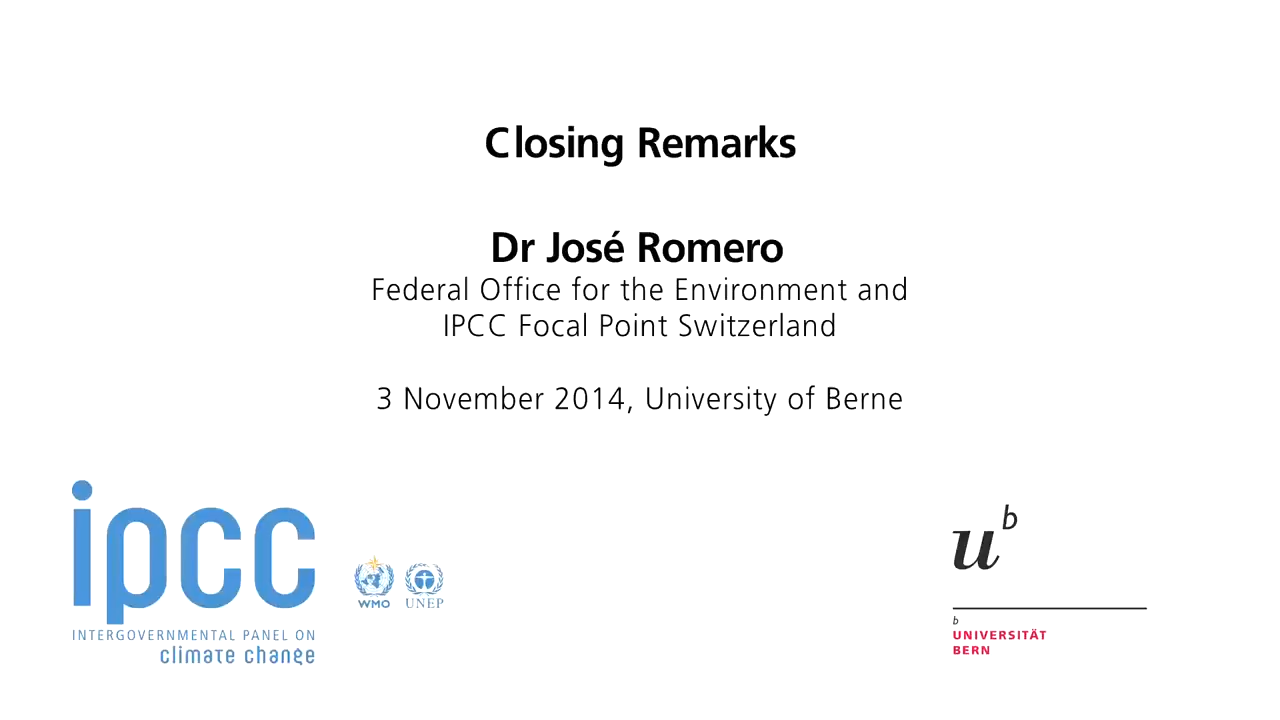 Closing Remarks
Dr José Romero
Federal Office for the Environment and
IPCC Focal Point Switzerland
3 November 2014, University of Berne
ipcc
INTERGOVERNMENTAL PANEL ON
climate change
WMO
UNEP
u b
b
UNIVERSITÄT
BERN